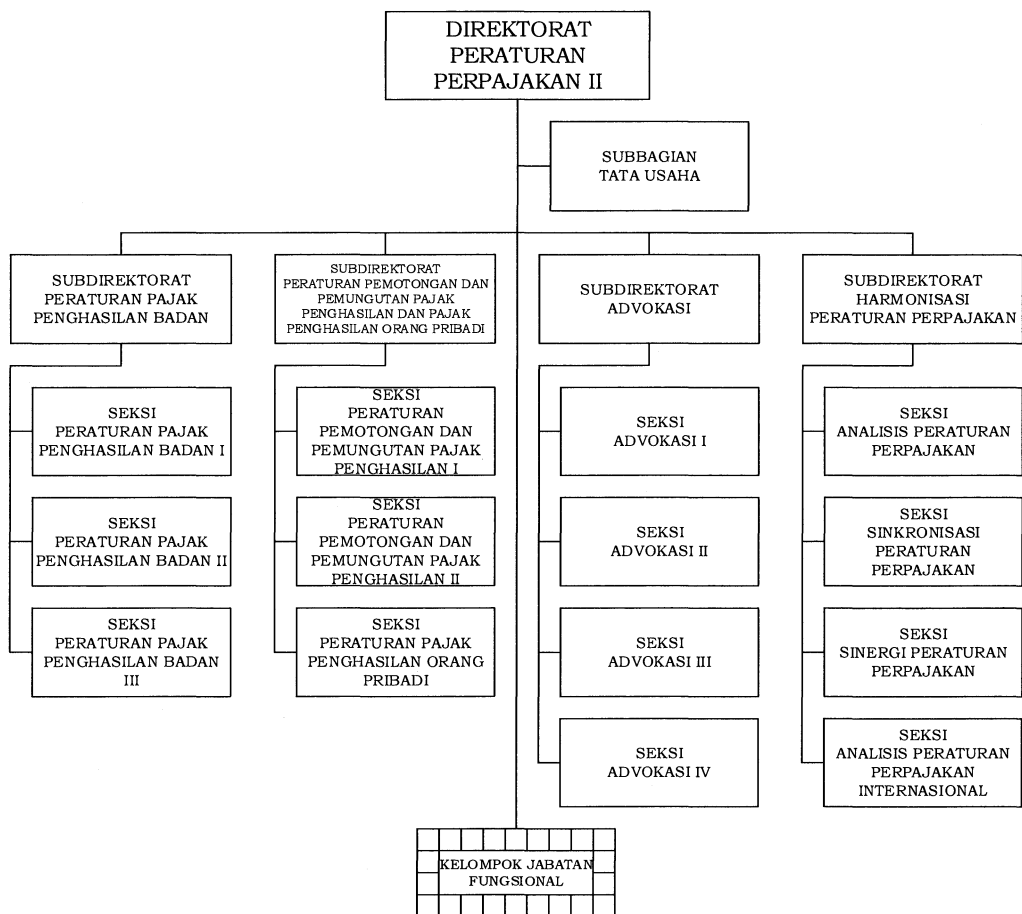 DIREKTORAT
PERATURAN
PERPAJAKAN II
SUBBAGIAN
TATA USAHA
SUBDIREKTORAT
PERATURAN PAJAK
PENGHASILAN BADAN
SUBDIREKTORAT
PERATURAN PEMOTONGAN DAN
PEMUNGUTAN PAJAK
PENGHASILAN DAN PAJAK
PENGHASILAN ORANG PRIBADI
SUBDIREKTORAT
ADVOKASI
SUBDIREKTORAT
HARMONISASI
PERATURAN PERPAJAKAN
SEKSI
PERATURAN PAJAK
PENGHASILAN BADAN I
SEKSI
PERATURAN PAJAK
PENGHASILAN BADAN II
SEKSI
PERATURAN PAJAK
PENGHASILAN BADAN
III
SEKSI
PERATURAN
PEMOTONGAN DAN
PEMUNGUTAN PAJAK
PENGHASILAN I
SEKSI
PERATURAN
PEMOTONGAN DAN
PEMUNGUTAN PAJAK
PENGHASILAN II
SEKSI
PERATURAN PAJAK
PENGHASILAN ORANG
PRIBADI
SEKSI
ADVOKASI I
SEKSI
ADVOKASI II
SEKSI
ADVOKASI III
SEKSI
ADVOKASI IV
SEKSI
ANALISIS PERATURAN
PERPAJAKAN
SEKSI
SINKRONISASI
PERATURAN
PERPAJAKAN
SEKSI
SINERGI PERATURAN
PERPAJAKAN
SEKSI
ANALISIS PERATURAN
PERPAJAKAN
INTERNASIONAL
KELOMPOK JABATAN
FUNGSIONAL